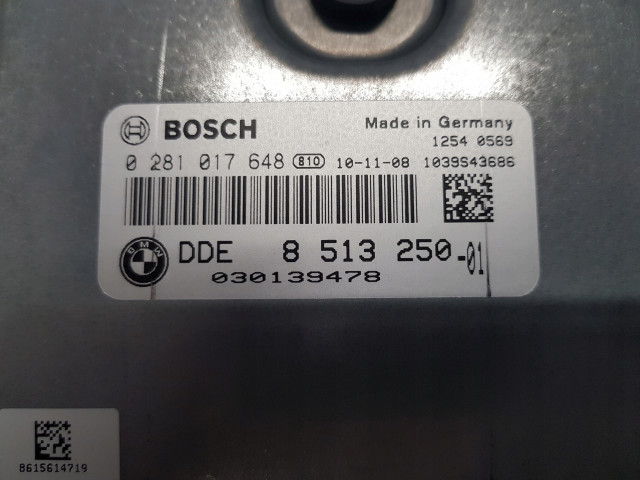 BOSCH
Made in Germany
1254 0569
0 281 017 648 810 10-11-08 1039S43686
BMW
DDE 8 513 250-01
030139478
8615614719